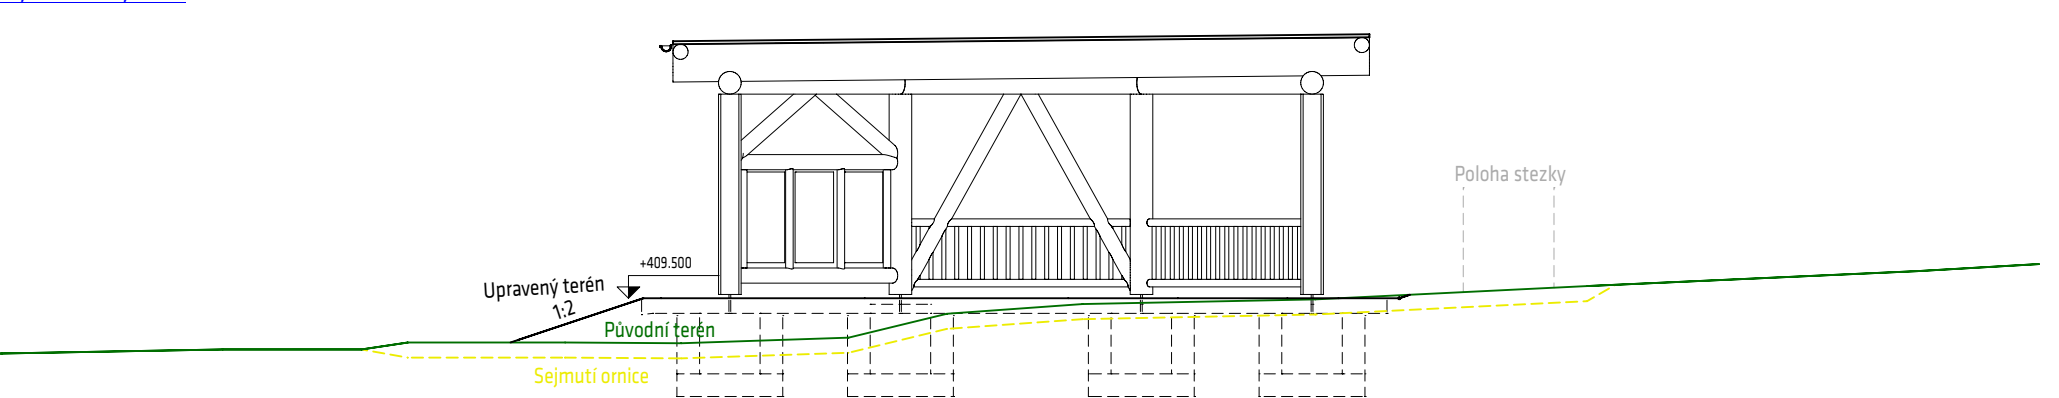 Poloha stezky
+409.500
Upravený terén
1:2
Původní terén
Sejmutí ornice